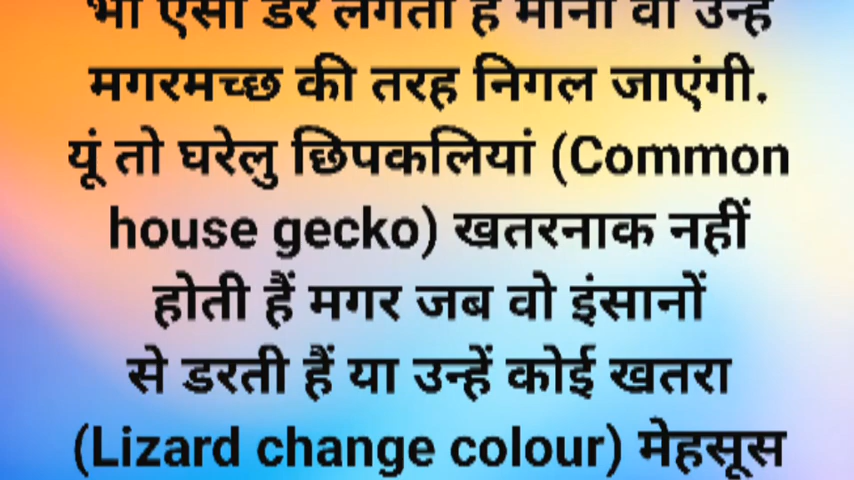 भी ऐसा डर लगता है मानो वो उन्हें
मगरमच्छ की तरह निगल जाएंगी.
यूं तो घरेलु छिपकलियां (Common
house gecko) खतरनाक नहीं
होती हैं मगर जब वो इंसानों
से डरती हैं या उन्हें कोई खतरा
(Lizard change colour) मेहसूस